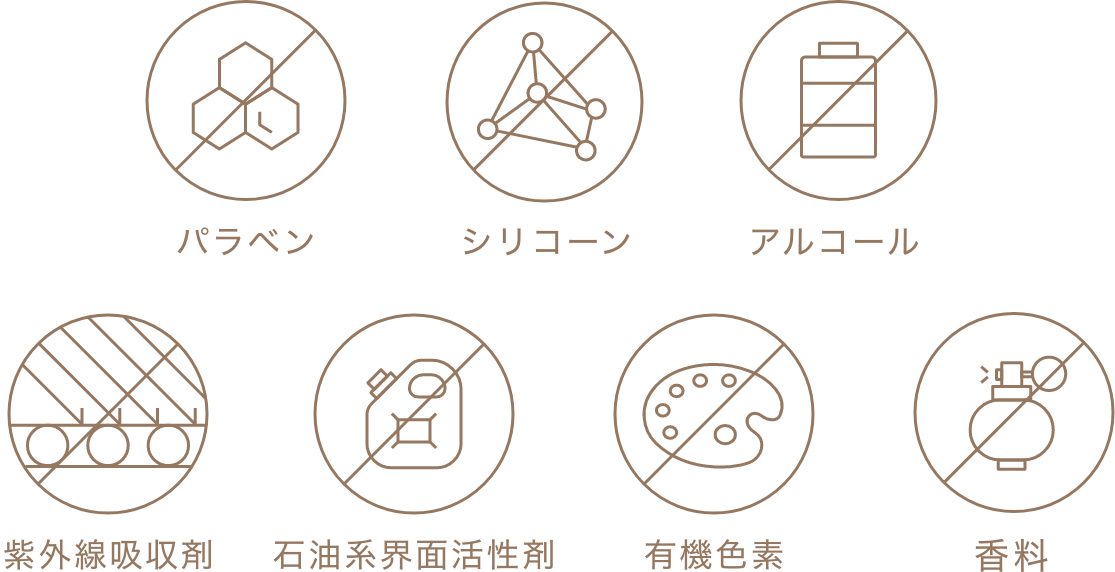 パラベン
シリコーン
アルコール
紫外線吸収剤
石油系界面活性剤
有機色素
香料